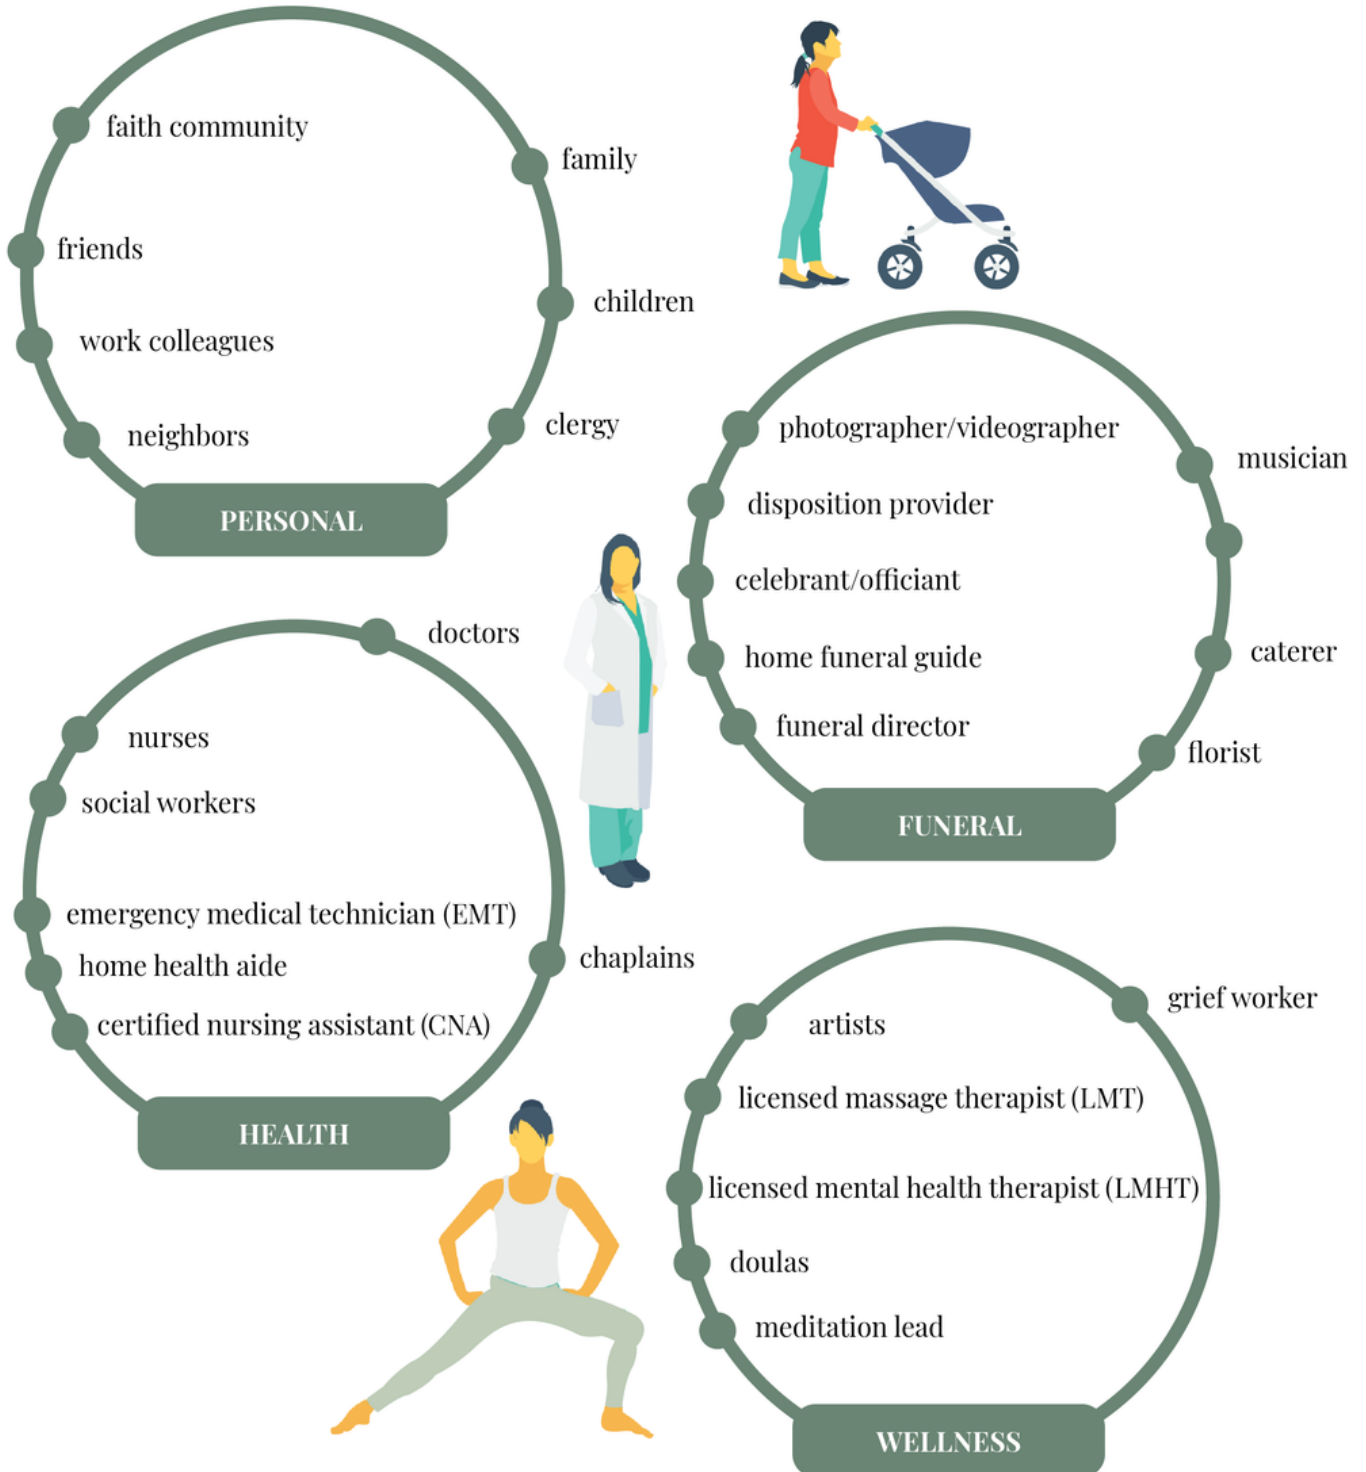 faith community
family
friends
children
work colleagues
clergy
neighbors
PERSONAL
photographer/videographer
musician
disposition provider
celebrant/officiant
home funeral guide
caterer
funeral director
florist
FUNERAL
doctors
nurses
social workers
emergency medical technician (EMT)
chaplains
home health aide
certified nursing assistant (CNA)
HEALTH
grief worker
artists
licensed massage therapist (LMT)
licensed mental health therapist (LMHT)
doulas
meditation lead
WELLNESS